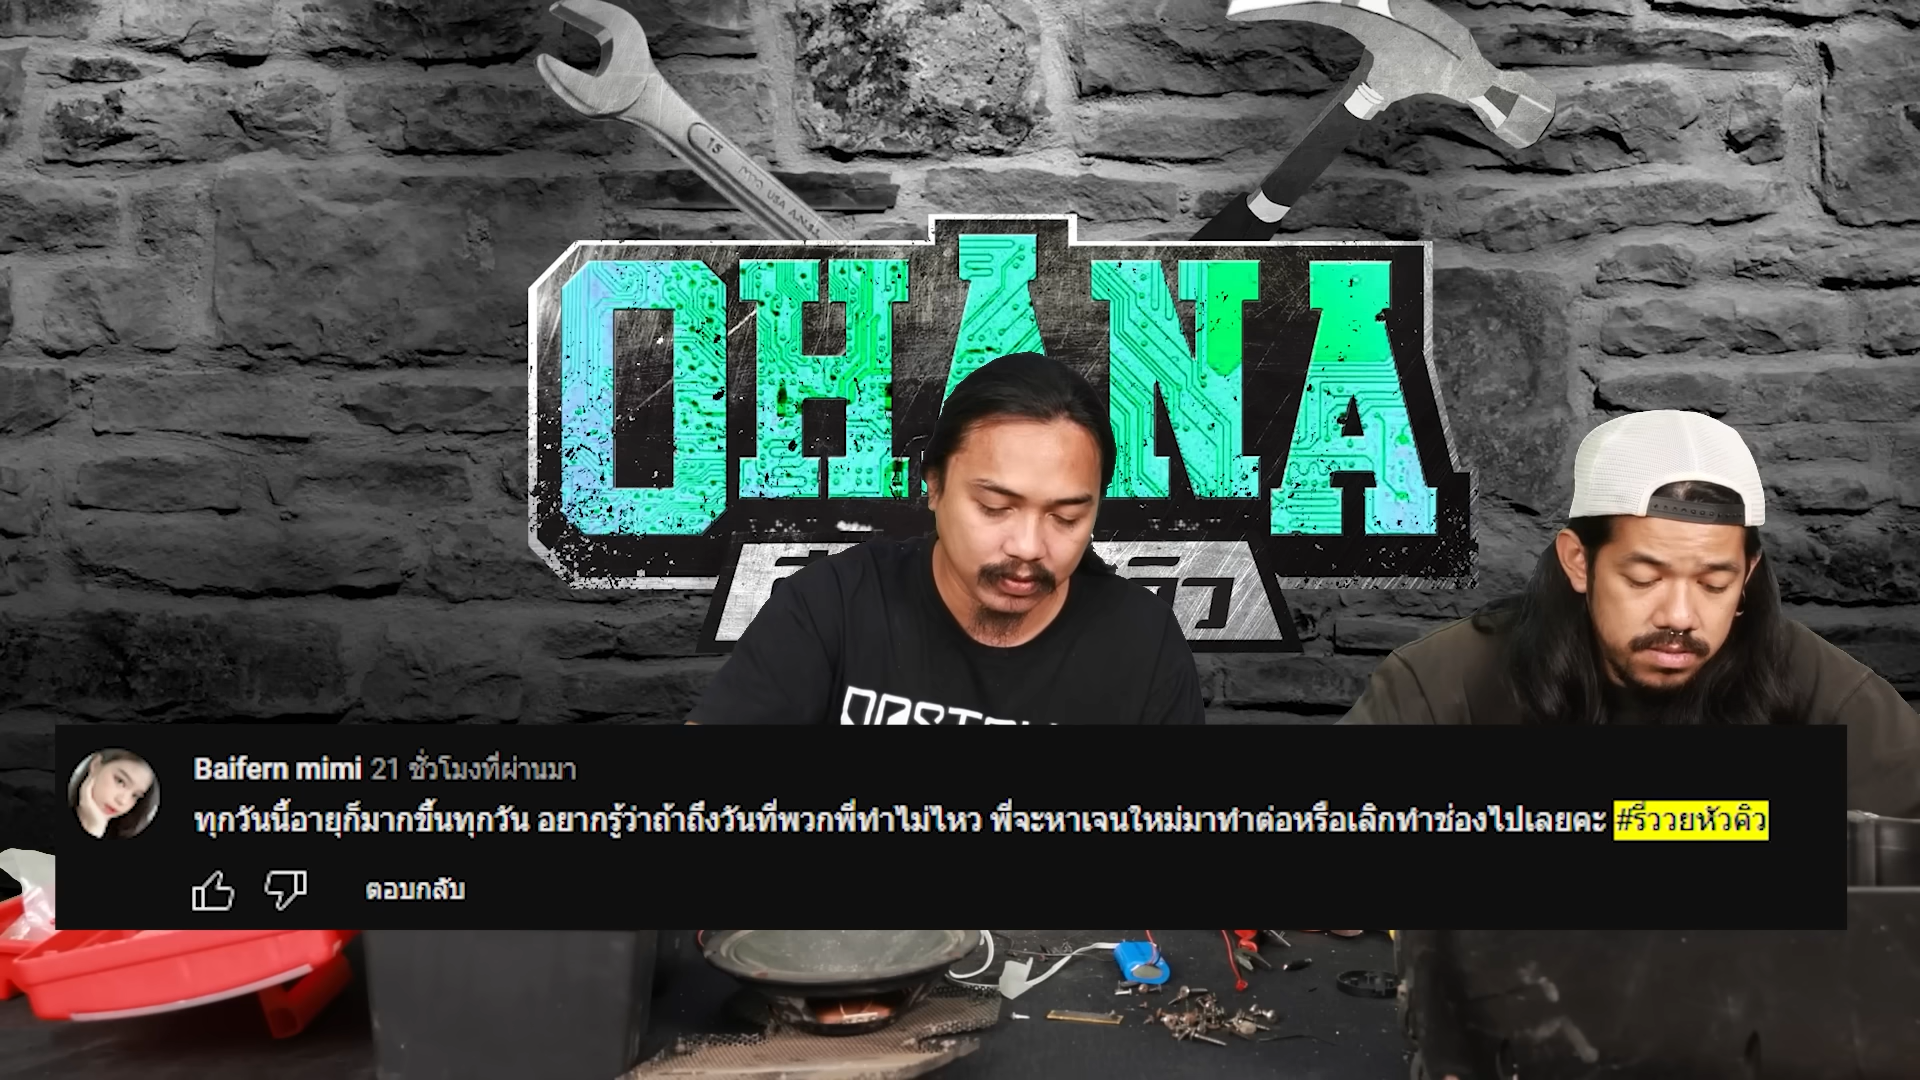 15
USA
OHANA
Baifern mimi 21 ชั่วโมงที่ผ่านมา
ทุกวันนี้อายุก็มากขึ้นทุกวัน อยากรู้ว่าถ้าถึงวันที่พวกพี่ทำไม่ไหว พี่จะหาเจนใหม่มาทำต่อหรือเลิกทำช่องไปเลยคะ #รีววยหัวคิว
ตอบกลับ